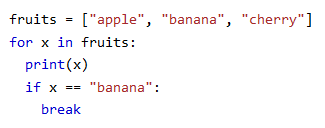 fruits = ["apple", "banana", "cherry"]
for x in fruits:
  print(x)
  if x == "banana":
    break